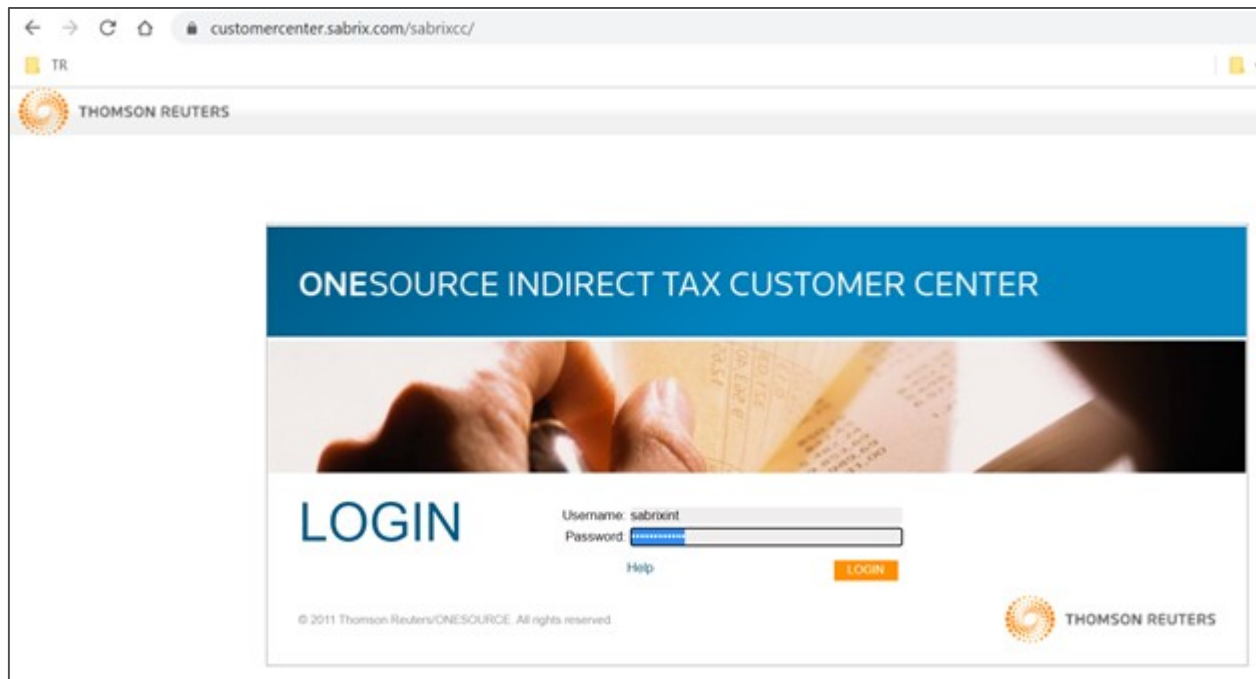 customercenter.sabrix.com/sabrixcc/
TR
THOMSON REUTERS
ONESOURCE INDIRECT TAX CUSTOMER CENTER
LOGIN
Username: sabrixint
Password:
Help
LOGIN
© 2011 Thomson Reuters/ONESOURCE. All rights reserved.
THOMSON REUTERS